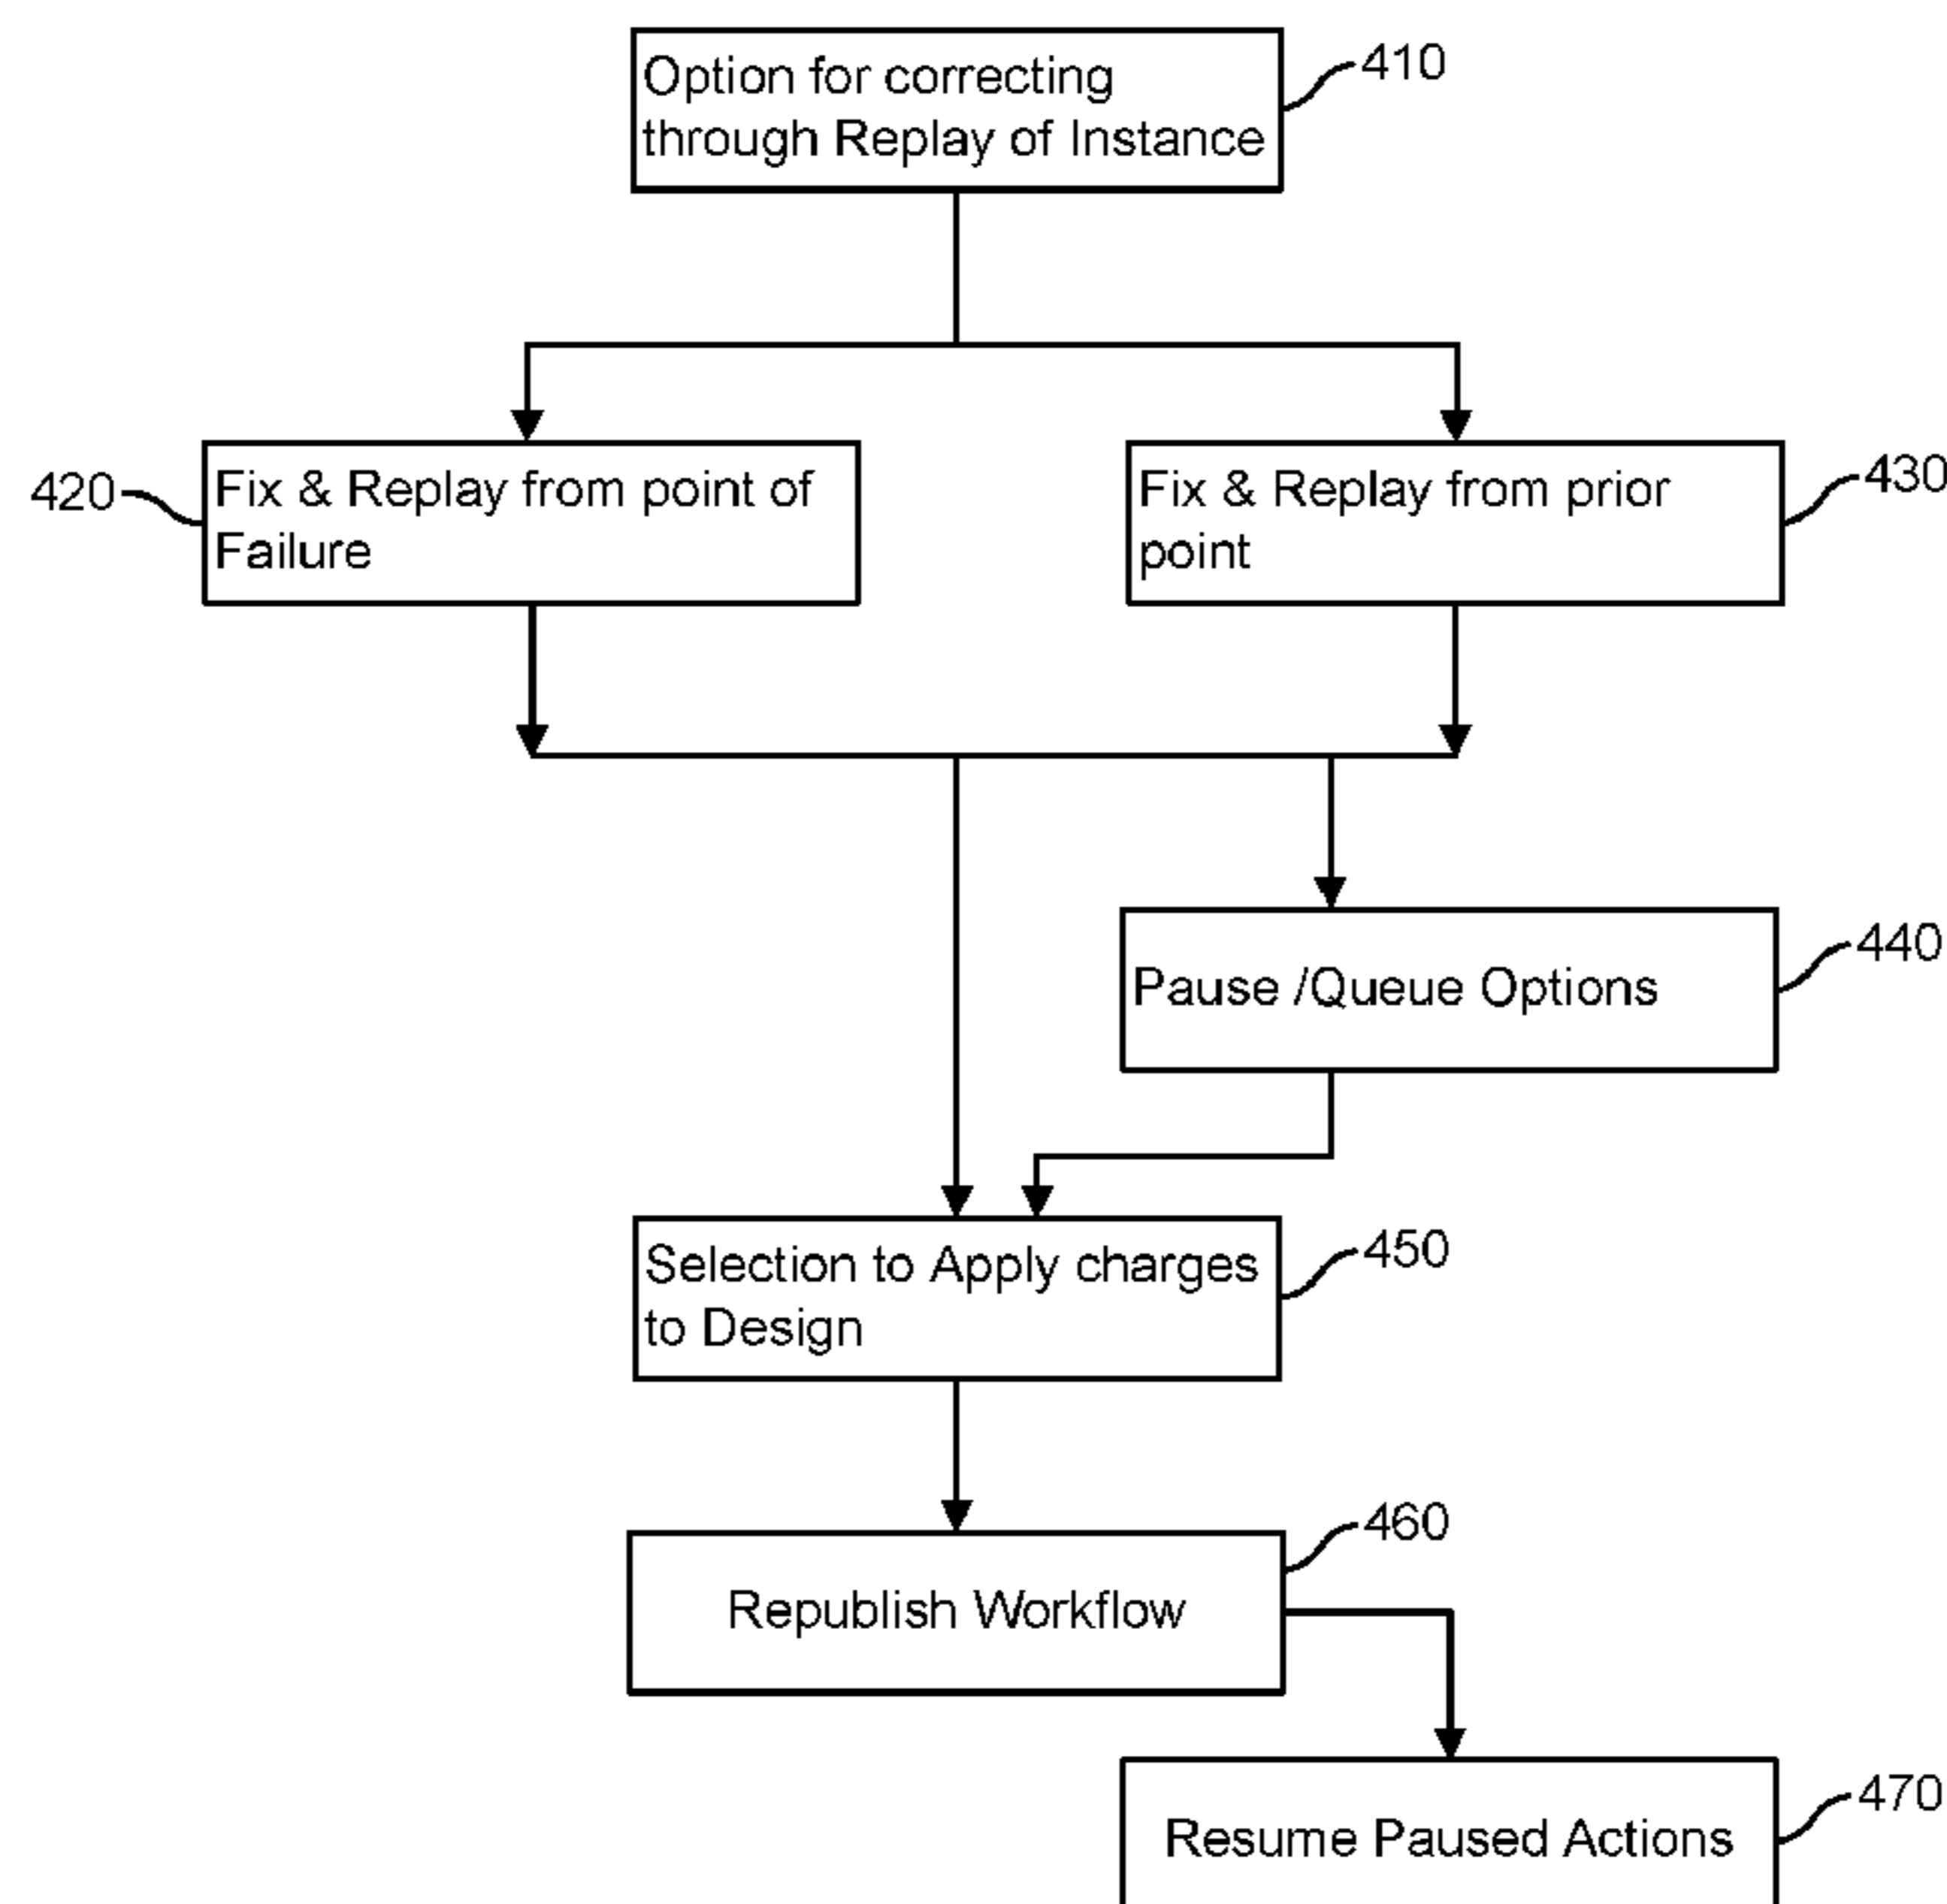 Option for correcting
through Replay of Instance
410
420
Fix & Replay from point of
Failure
Fix & Replay from prior
point
430
Pause /Queue Options
440
Selection to Apply charges
to Design
450
460
Republish Workflow
Resume Paused Actions
470